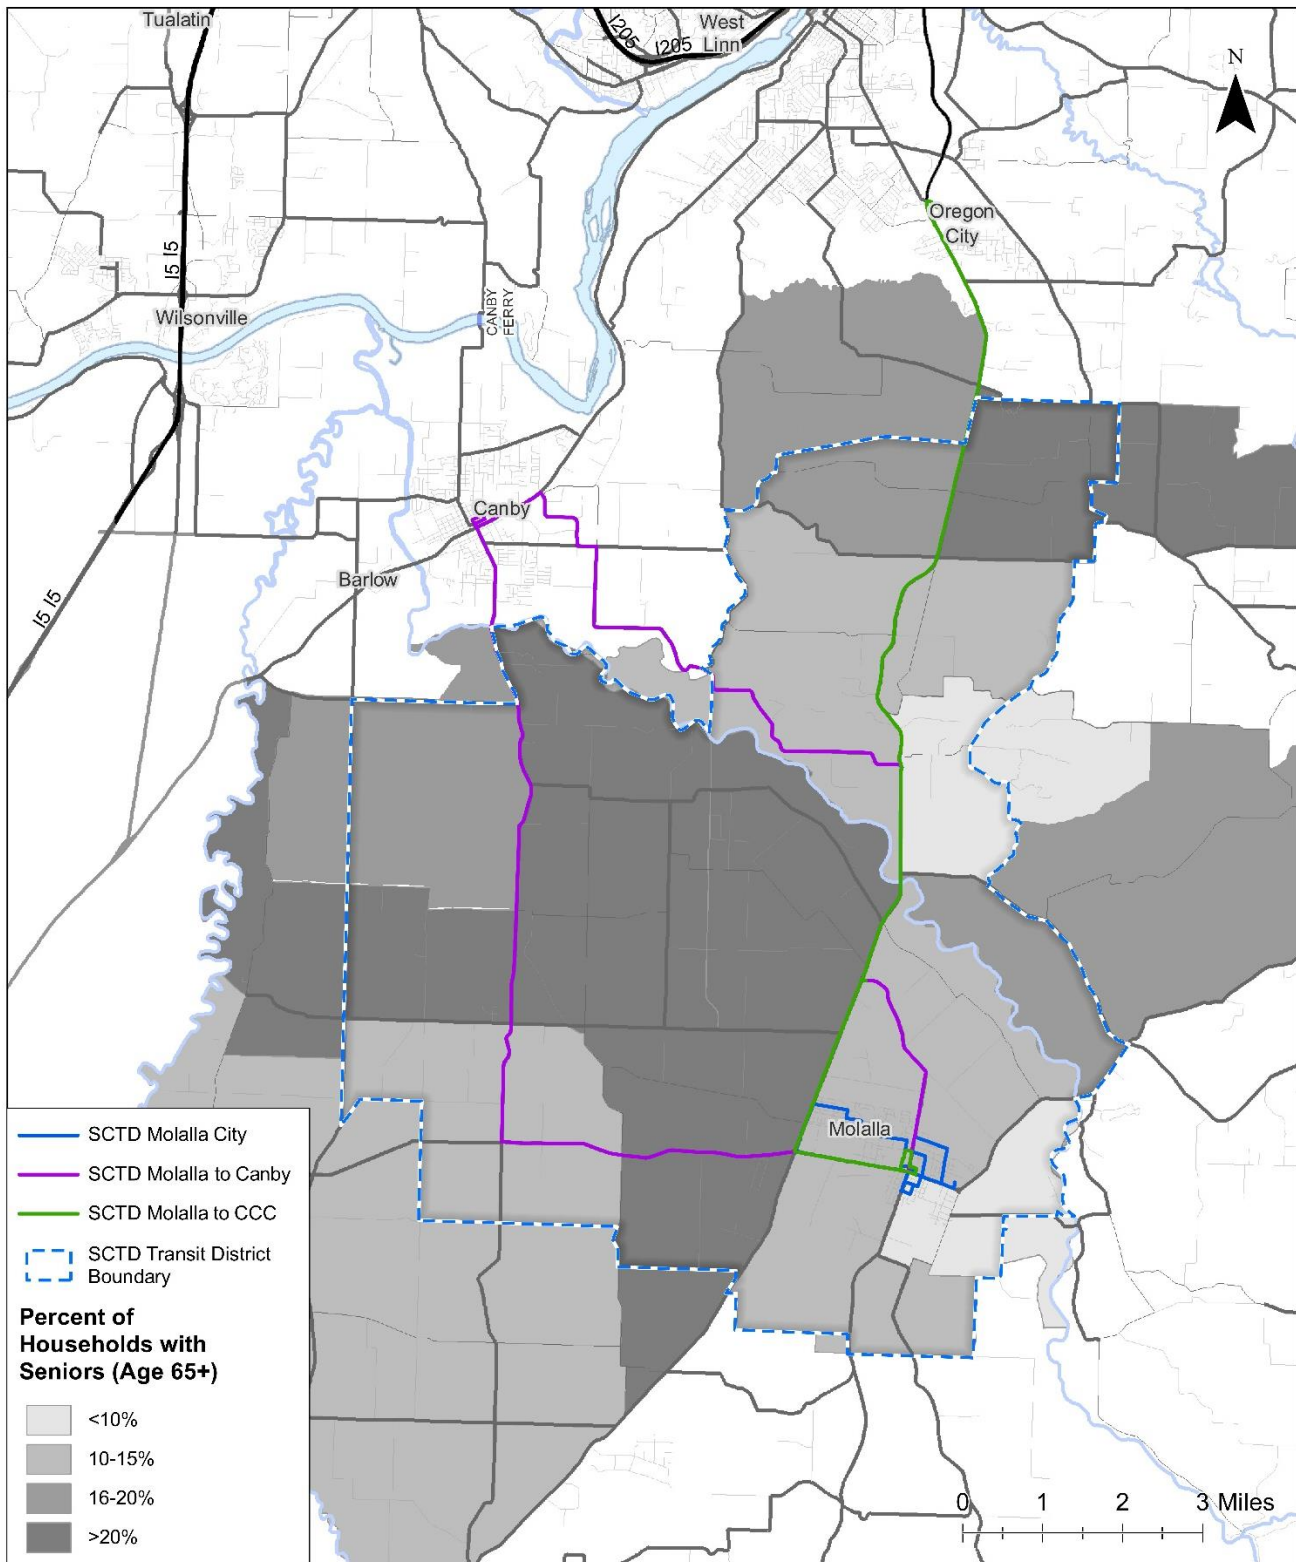 Tualatin
West
Linn
I205
I205
N
Oregon
City
I5 I5
Wilsonville
CANBY
FERRY
Canby
Barlow
I5 I5
Molalla
SCTD Molalla City
SCTD Molalla to Canby
SCTD Molalla to CCC
SCTD Transit District
Boundary
Percent of
Households with
Seniors (Age 65+)
<10%
10-15%
16-20%
>20%
0 1 2 3 Miles